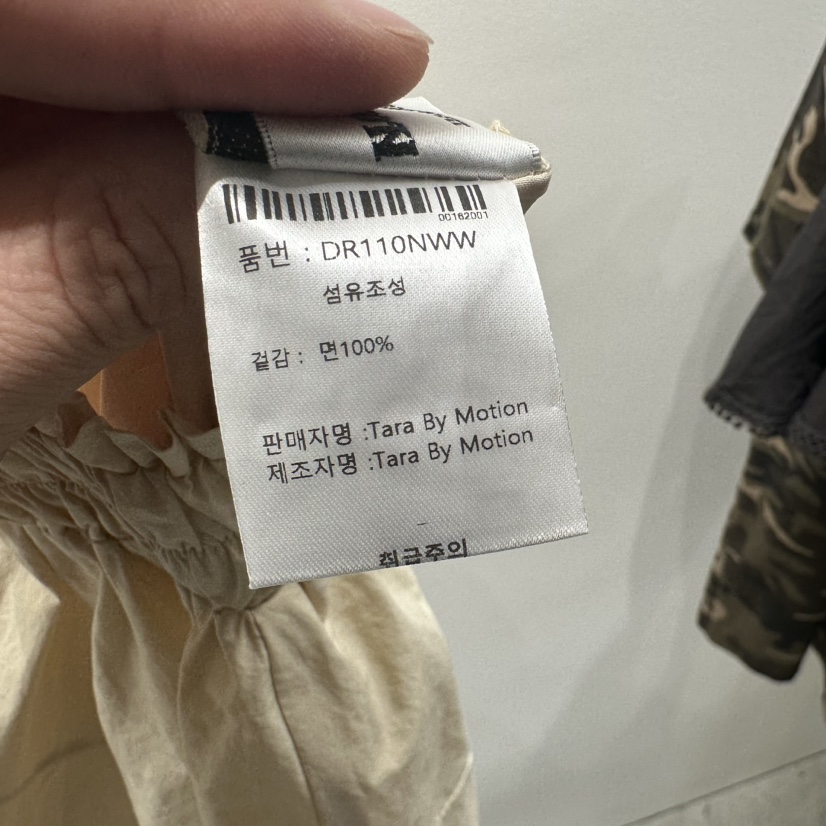 00162001
품번 : DR110NWW
섬유조성
겉감 : 면100%
판매자명 :Tara By Motion
제조자명 :Tara By Motion
취급주의